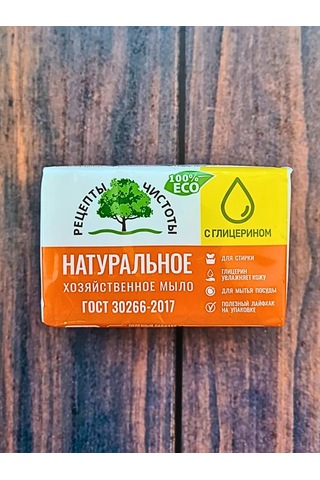 РЕЦЕПТЫ ЧИСТОТЫ
100%
ECO
С ГЛИЦЕРИНОМ
НАТУРАЛЬНОЕ
ХОЗЯЙСТВЕННОЕ МЫЛО
ГОСТ 30266-2017
ДЛЯ СТИРКИ
ГЛИЦЕРИН
УВЛАЖНЯЕТ КОЖУ
ДЛЯ МЫТЬЯ ПОСУДЫ
ПОЛЕЗНЫЙ ЛАЙФХАК
НА УПАКОВКЕ